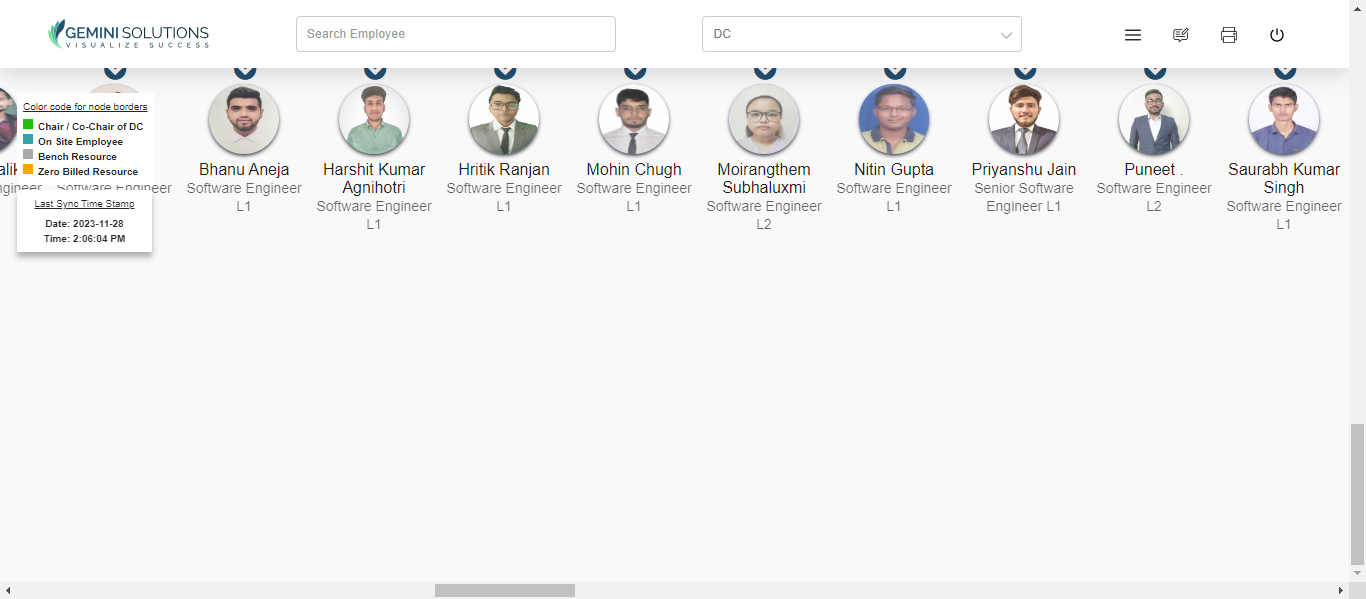 GEMINI SOLUTIONS
VISUALIZE SUCCESS
Search Employee
DC
Color code for node borders
Chair / Co-Chair of DC
On Site Employee
Bench Resource
Zero Billed Resource
Last Sync Time Stamp
Date: 2023-11-28
Time: 2:06:04 PM
Software Engineer
Bhanu Aneja
Software Engineer
L1
Harshit Kumar
Agnihotri
Software Engineer
L1
Hritik Ranjan
Software Engineer
L1
Mohin Chugh
Software Engineer
L1
Moirangthem
Subhaluxmi
Software Engineer
L2
Nitin Gupta
Software Engineer
L1
Priyanshu Jain
Senior Software
Engineer L1
Puneet .
Software Engineer
L2
Saurabh Kumar
Singh
Software Engineer
L1